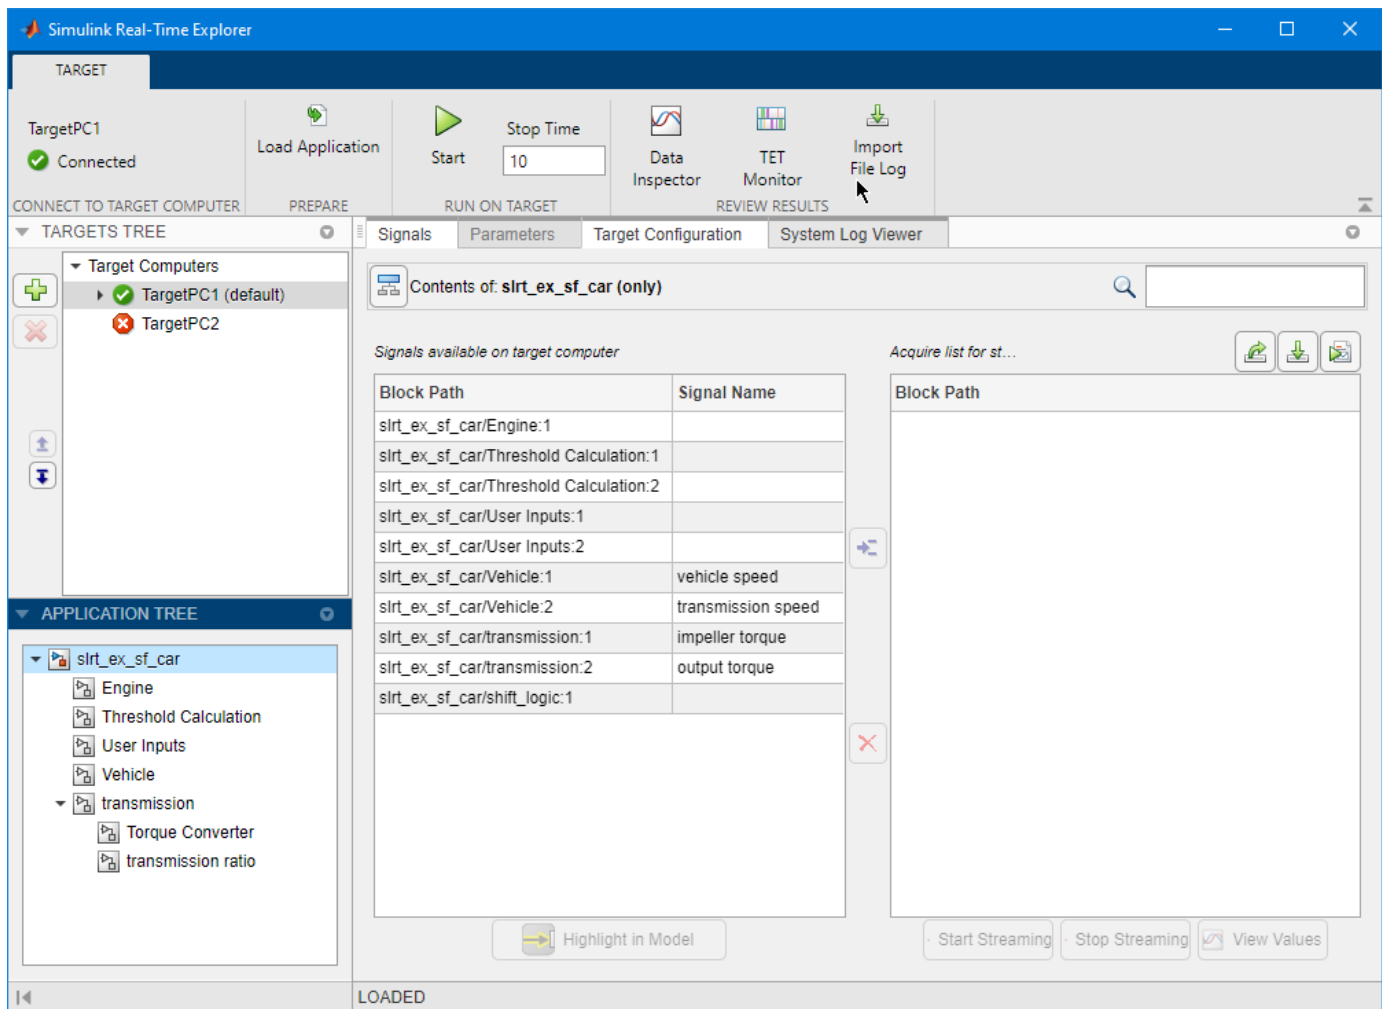 Simulink Real-Time Explorer
TARGET
TargetPC1
Connected
CONNECT TO TARGET COMPUTER
Load Application
PREPARE
Start
Stop Time
10
RUN ON TARGET
Data
Inspector
TET
Monitor
Import
File Log
REVIEW RESULTS
TARGETS TREE
Target Computers
TargetPC1 (default)
TargetPC2
APPLICATION TREE
slrt_ex_sf_car
Engine
Threshold Calculation
User Inputs
Vehicle
transmission
Torque Converter
transmission ratio
Signals Parameters Target Configuration System Log Viewer
Contents of: slrt_ex_sf_car (only)
Signals available on target computer
Block Path Signal Name
slrt_ex_sf_car/Engine:1
slrt_ex_sf_car/Threshold Calculation:1
slrt_ex_sf_car/Threshold Calculation:2
slrt_ex_sf_car/User Inputs:1
slrt_ex_sf_car/User Inputs:2
slrt_ex_sf_car/Vehicle:1 vehicle speed
slrt_ex_sf_car/Vehicle:2 transmission speed
slrt_ex_sf_car/transmission:1 impeller torque
slrt_ex_sf_car/transmission:2 output torque
slrt_ex_sf_car/shift_logic:1
Highlight in Model
Acquire list for st...
Block Path
Start Streaming Stop Streaming View Values
LOADED